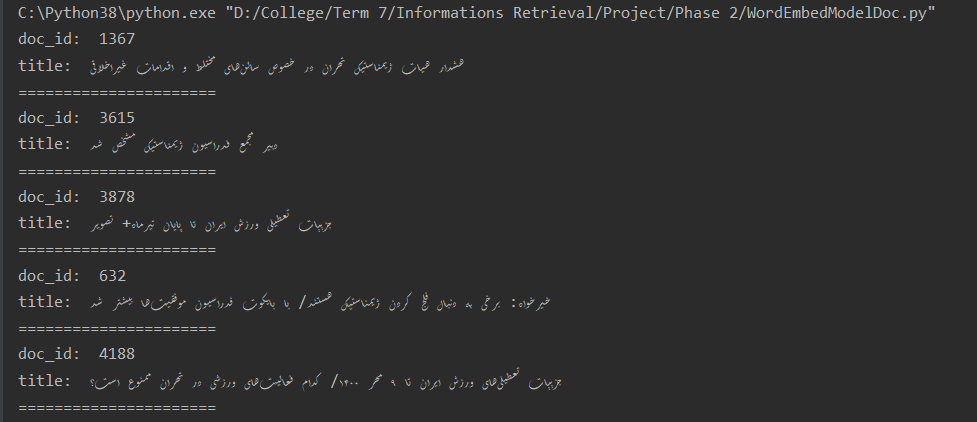 C:\Python38\python.exe "D:/College/Term 7/Informations Retrieval/Project/Phase 2/WordEmbedModelDoc.py"
doc_id:  1367
title:  هشدار هیات ژیمناستیک تهران در خصوص سالن‌های مختلط و اقدامات غیراخلاقی
======================
doc_id:  3615
title:  دبیر مجمع فدراسیون ژیمناستیک مشخص شد
======================
doc_id:  3878
title:  جزییات تعطیلی ورزش ایران تا پایان تیرماه+ تصویر
======================
doc_id:  632
title:  خیرخواه: برخی به دنبال فلج کردن ژیمناستیک هستند/ با بایکوت فدراسیون موفقیت‌ها بیشتر شد
======================
doc_id:  4188
title:  جزییات تعطیلی‌های ورزش ایران تا ۹ مهر ۱۴۰۰/ کدام فعالیت‌های ورزشی در تهران ممنوع است؟
======================